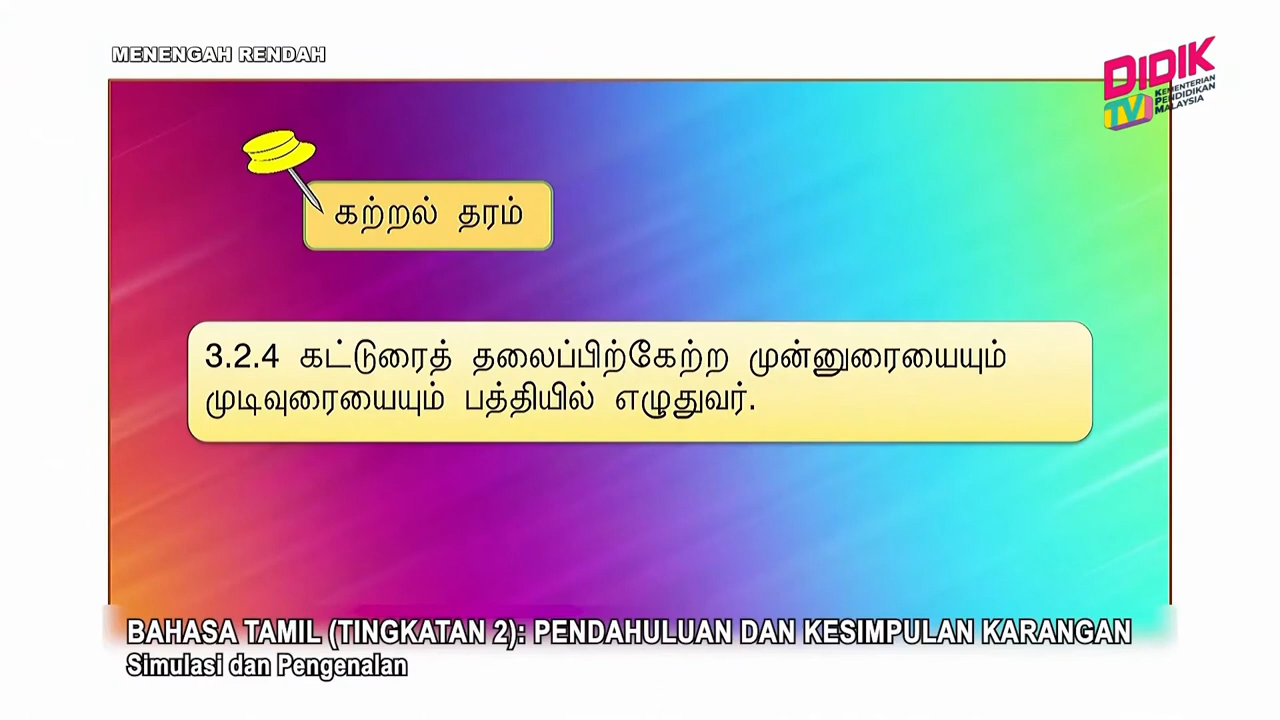 MENENGAH RENDAH
DIDIK
TV
KEMENTERIAN
PENDIDIKAN
MALAYSIA
கற்றல் தரம்
3.2.4 கட்டுரைத் தலைப்பிற்கேற்ற முன்னுரையையும்
முடிவுரையையும் பத்தியில் எழுதுவர்.
BAHASA TAMIL (TINGKATAN 2): PENDAHULUAN DAN KESIMPULAN KARANGAN
Simulasi dan Pengenalan